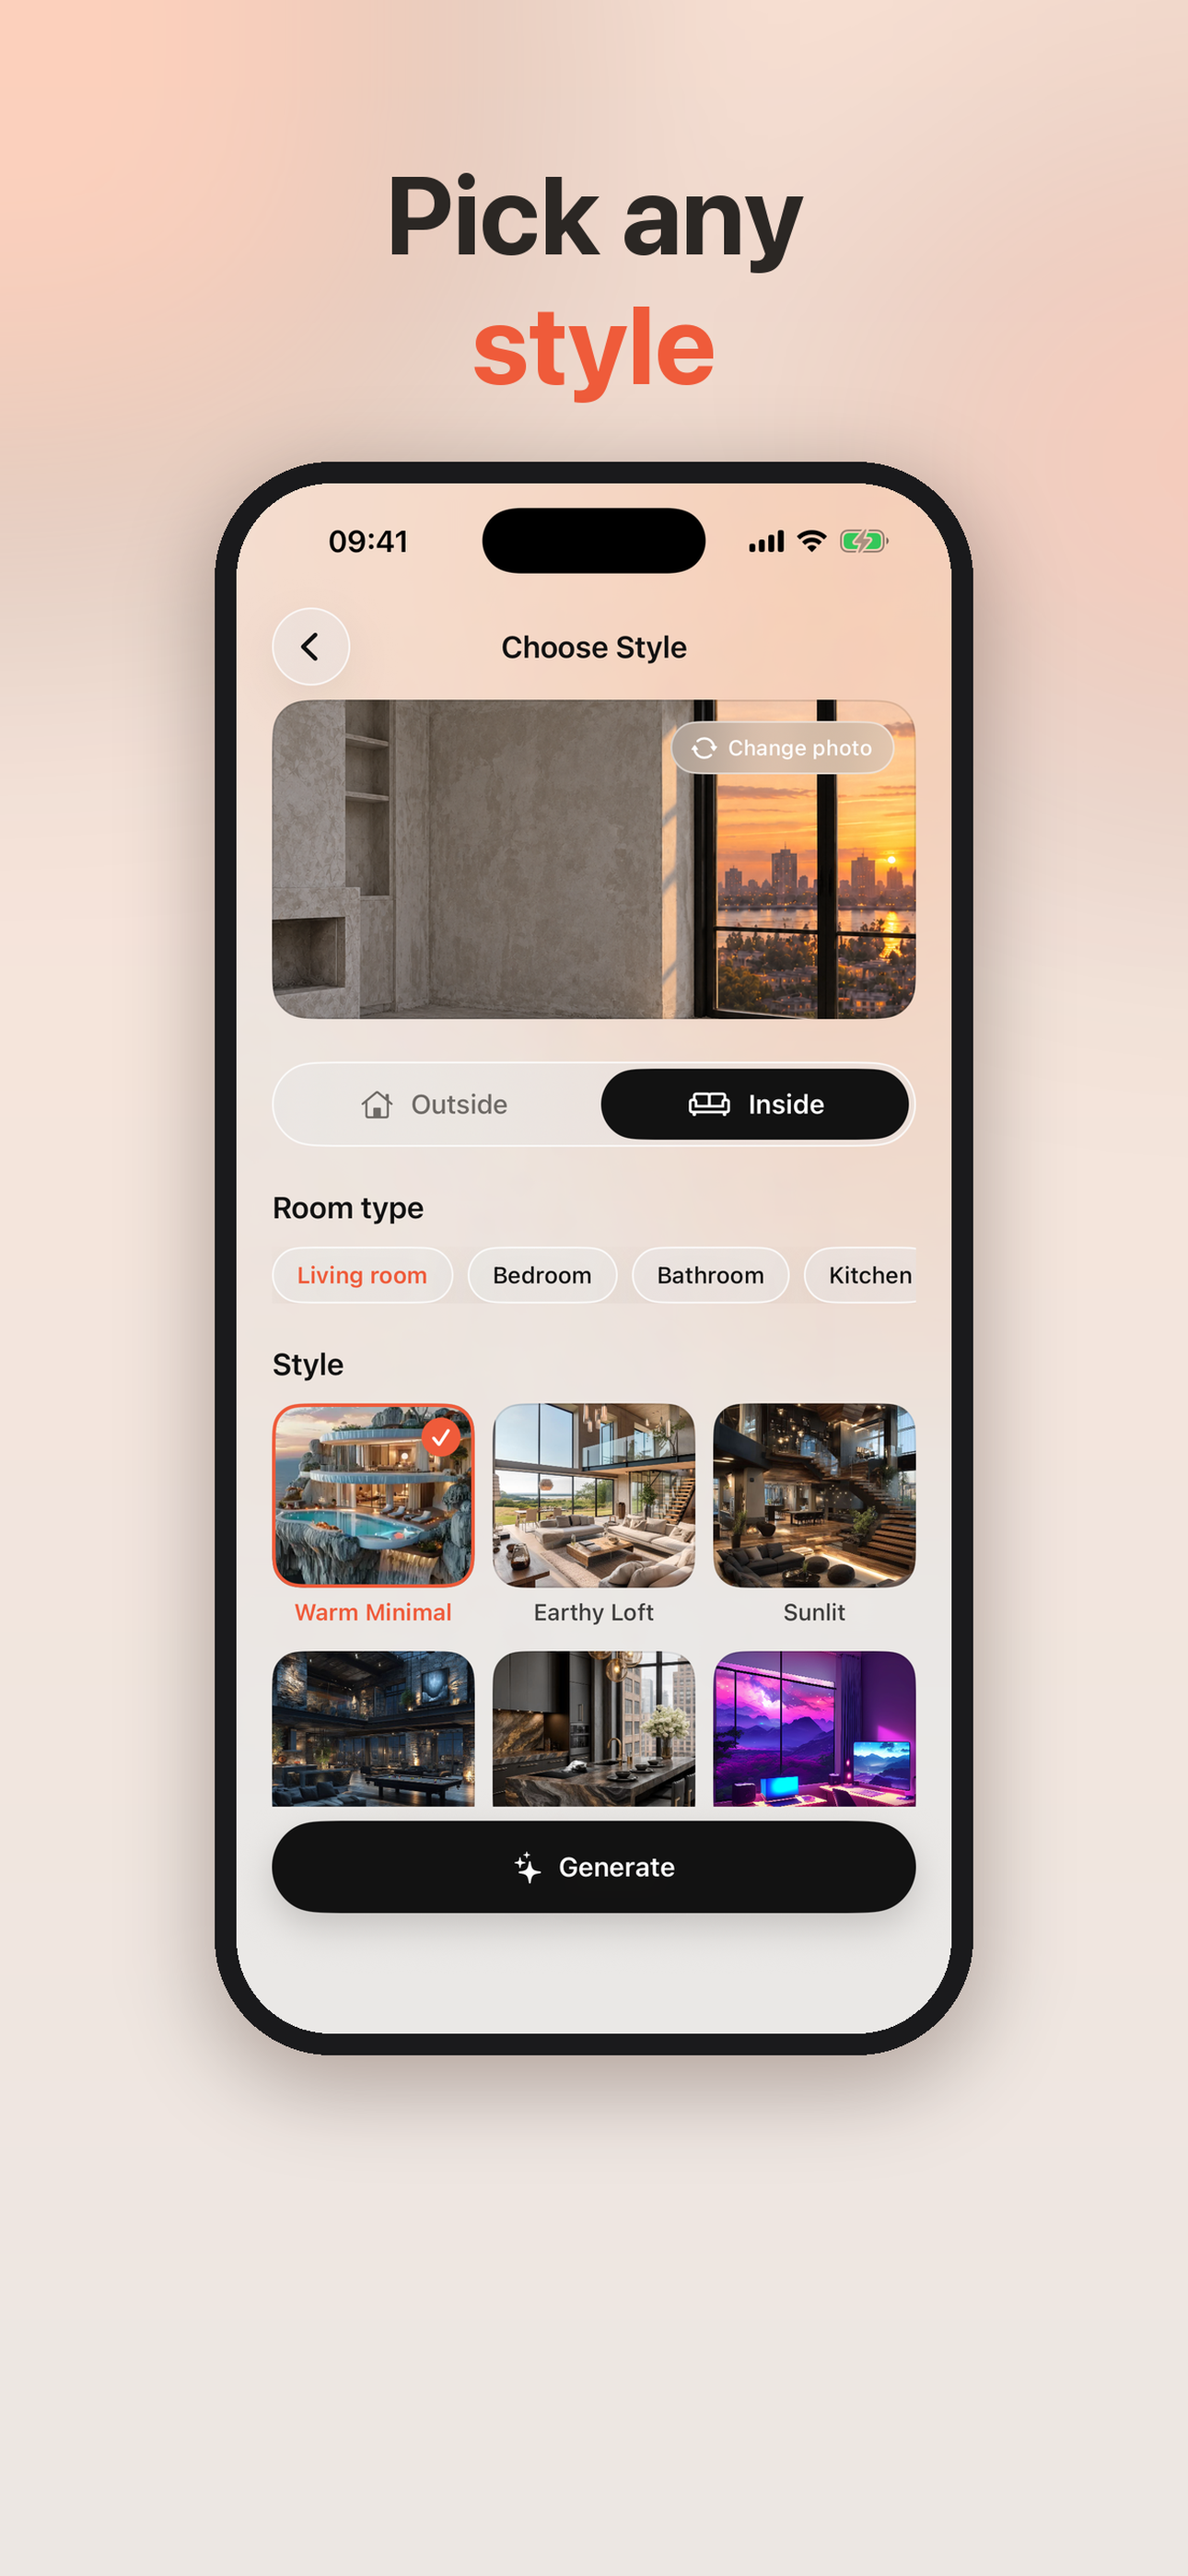 Pick any
style
09:41
Choose Style
Change photo
Outside
Inside
Room type
Living room
Bedroom
Bathroom
Kitchen
Style
Warm Minimal
Earthy Loft
Sunlit
Generate